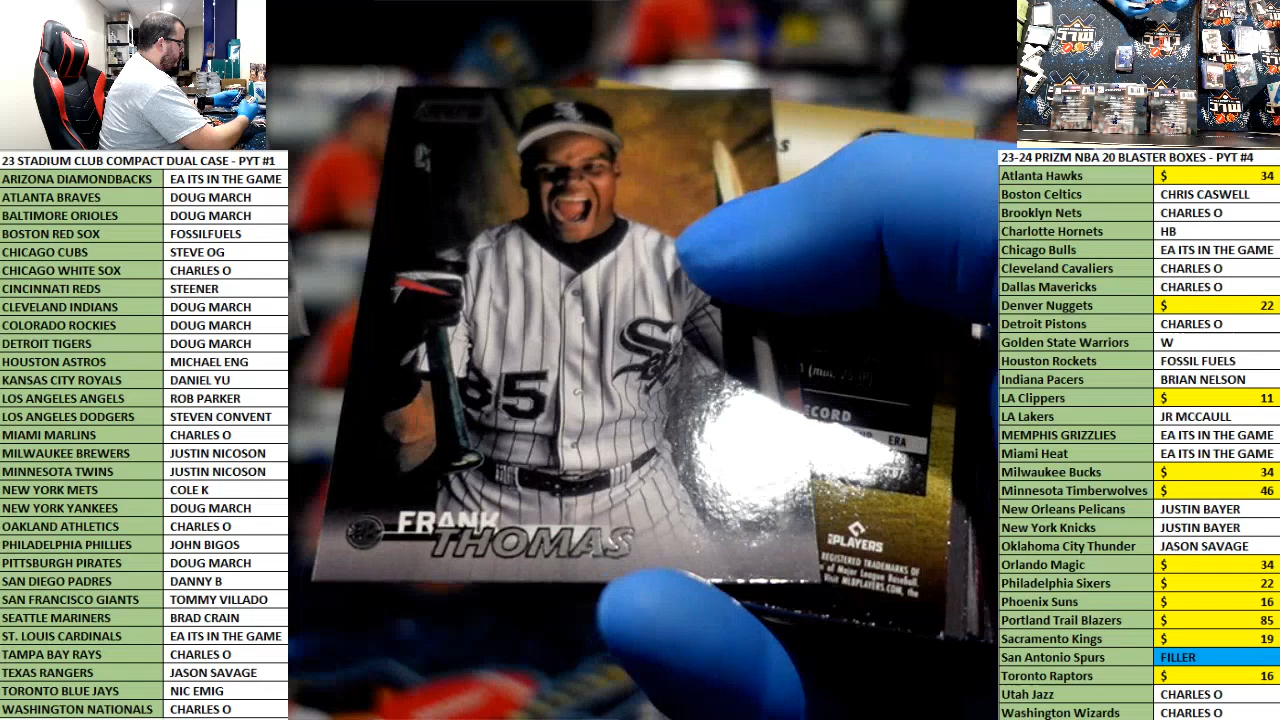 23 STADIUM CLUB COMPACT DUAL CASE - PYT #1
ARIZONA DIAMONDBACKS EA ITS IN THE GAME
ATLANTA BRAVES DOUG MARCH
BALTIMORE ORIOLES DOUG MARCH
BOSTON RED SOX FOSSILFUELS
CHICAGO CUBS STEVE OG
CHICAGO WHITE SOX CHARLES O
CINCINNATI REDS STEENER
CLEVELAND INDIANS DOUG MARCH
COLORADO ROCKIES DOUG MARCH
DETROIT TIGERS DOUG MARCH
HOUSTON ASTROS MICHAEL ENG
KANSAS CITY ROYALS DANIEL YU
LOS ANGELES ANGELS ROB PARKER
LOS ANGELES DODGERS STEVEN CONVENT
MIAMI MARLINS CHARLES O
MILWAUKEE BREWERS JUSTIN NICOSON
MINNESOTA TWINS JUSTIN NICOSON
NEW YORK METS COLE K
NEW YORK YANKEES DOUG MARCH
OAKLAND ATHLETICS CHARLES O
PHILADELPHIA PHILLIES JOHN BIGOS
PITTSBURGH PIRATES DOUG MARCH
SAN DIEGO PADRES DANNY B
SAN FRANCISCO GIANTS TOMMY VILLADO
SEATTLE MARINERS BRAD CRAIN
ST. LOUIS CARDINALS EA ITS IN THE GAME
TAMPA BAY RAYS CHARLES O
TEXAS RANGERS JASON SAVAGE
TORONTO BLUE JAYS NIC EMIG
WASHINGTON NATIONALS CHARLES O
Sox
35
FRANK
THOMAS
ERA
PLAYERS
REGISTERED TRADEMARKS OF
of Major League Baseball.
Visit MLBPLAYERS.COM, the
23-24 PRIZM NBA 20 BLASTER BOXES - PYT #4
Atlanta Hawks $ 34
Boston Celtics CHRIS CASWELL
Brooklyn Nets CHARLES O
Charlotte Hornets HB
Chicago Bulls EA ITS IN THE GAME
Cleveland Cavaliers CHARLES O
Dallas Mavericks CHARLES O
Denver Nuggets $ 22
Detroit Pistons CHARLES O
Golden State Warriors W
Houston Rockets FOSSIL FUELS
Indiana Pacers BRIAN NELSON
LA Clippers $ 11
LA Lakers JR MCCAULL
MEMPHIS GRIZZLIES EA ITS IN THE GAME
Miami Heat EA ITS IN THE GAME
Milwaukee Bucks $ 34
Minnesota Timberwolves $ 46
New Orleans Pelicans JUSTIN BAYER
New York Knicks JUSTIN BAYER
Oklahoma City Thunder JASON SAVAGE
Orlando Magic $ 34
Philadelphia Sixers $ 22
Phoenix Suns $ 16
Portland Trail Blazers $ 85
Sacramento Kings $ 19
San Antonio Spurs FILLER
Toronto Raptors $ 16
Utah Jazz CHARLES O
Washington Wizards CHARLES O